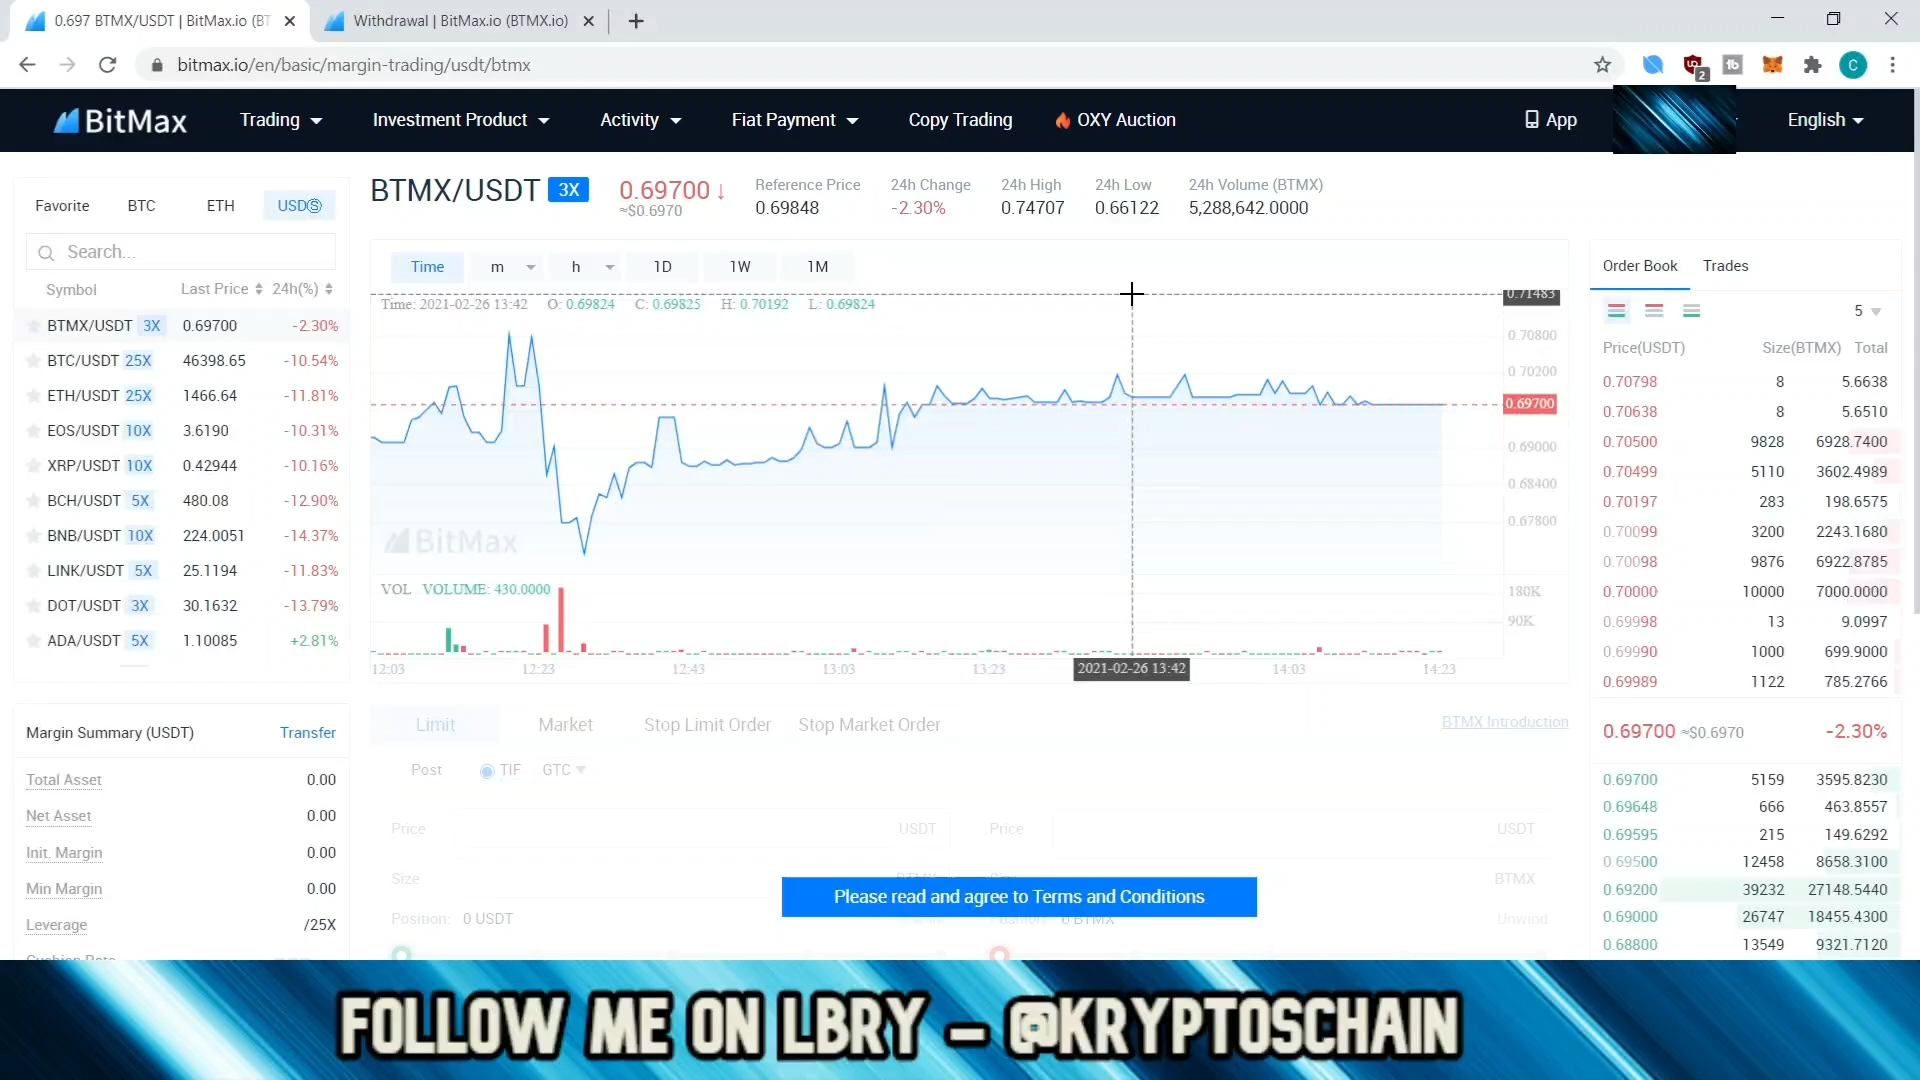 0.697 BTMX/USDT | BitMax.io (BT
Withdrawal | BitMax.io (BTMX.io)
bitmax.io/en/basic/margin-trading/usdt/btmx
2
C
BitMax
Trading
Investment Product
Activity
Fiat Payment
Copy Trading
OXY Auction
App
English
Favorite BTC ETH USDⓈ
Search...
Symbol Last Price 24h(%)
BTMX/USDT 3X 0.69700 -2.30%
BTC/USDT 25X 46398.65 -10.54%
ETH/USDT 25X 1466.64 -11.81%
EOS/USDT 10X 3.6190 -10.31%
XRP/USDT 10X 0.42944 -10.16%
BCH/USDT 5X 480.08 -12.90%
BNB/USDT 10X 224.0051 -14.37%
LINK/USDT 5X 25.1194 -11.83%
DOT/USDT 3X 30.1632 -13.79%
ADA/USDT 5X 1.10085 +2.81%
Margin Summary (USDT) Transfer
Total Asset 0.00
Net Asset 0.00
Init. Margin 0.00
Min Margin 0.00
Leverage /25X
BTMX/USDT 3X
0.69700↓
≈$0.6970
Reference Price
0.69848
24h Change
-2.30%
24h High
0.74707
24h Low
0.66122
24h Volume (BTMX)
5,288,642.0000
Time m h 1D 1W 1M
Time: 2021-02-26 13:42 O: 0.69824 C: 0.69825 H: 0.70192 L: 0.69824
0.71483
0.70800
0.70200
0.69700
0.69000
0.68400
0.67800
BitMax
VOL VOLUME: 430.0000
180K
90K
12:03 12:23 12:43 13:03 13:23 2021-02-26 13:42 14:03 14:23
Limit Market Stop Limit Order Stop Market Order BTMX Introduction
Post TIF GTC
Price USDT Price USDT
Size BTMX
Please read and agree to Terms and Conditions
Position: 0 USDT 0 BTMX Unwind
Order Book Trades
5
Price(USDT) Size(BTMX) Total
0.70798 8 5.6638
0.70638 8 5.6510
0.70500 9828 6928.7400
0.70499 5110 3602.4989
0.70197 283 198.6575
0.70099 3200 2243.1680
0.70098 9876 6922.8785
0.70000 10000 7000.0000
0.69998 13 9.0997
0.69990 1000 699.9000
0.69989 1122 785.2766
0.69700 ≈$0.6970 -2.30%
0.69700 5159 3595.8230
0.69648 666 463.8557
0.69595 215 149.6292
0.69500 12458 8658.3100
0.69200 39232 27148.5440
0.69000 26747 18455.4300
0.68800 13549 9321.7120
FOLLOW ME ON LBRY - @KRYPTOSCHAIN